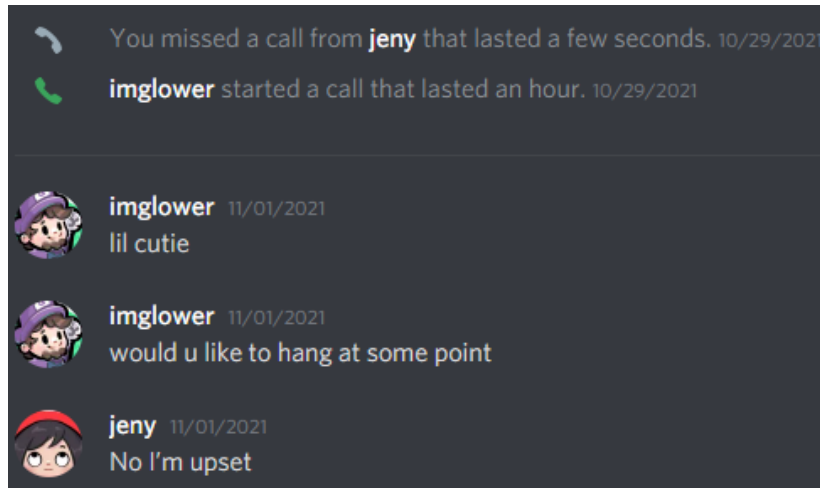 You missed a call from jeny that lasted a few seconds. 10/29/2021
imglower started a call that lasted an hour. 10/29/2021
imglower 11/01/2021
lil cutie
imglower 11/01/2021
would u like to hang at some point
jeny 11/01/2021
No I’m upset